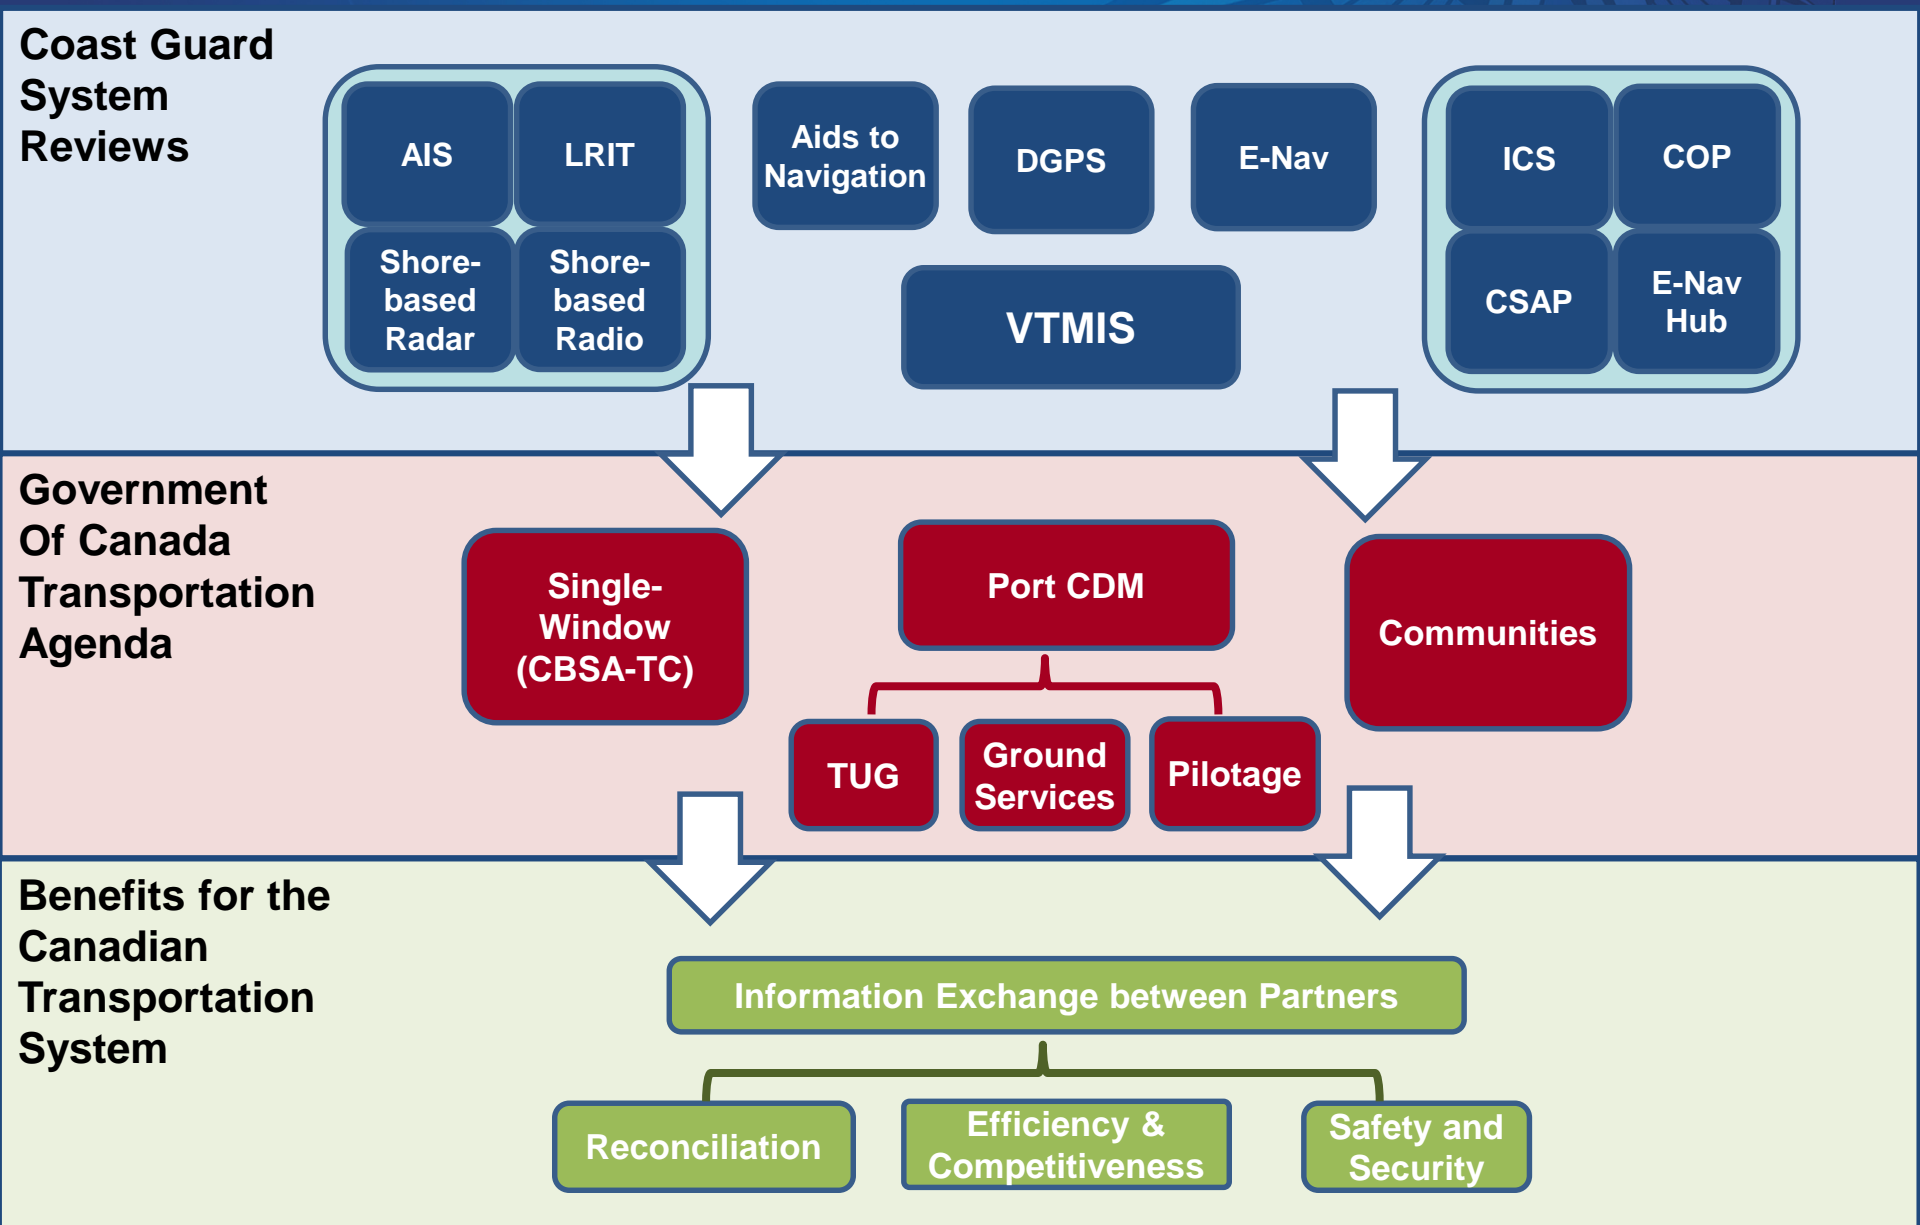 Coast Guard
System
Reviews
AIS
LRIT
Shore-
based
Radar
Shore-
based
Radio
Aids to
Navigation
DGPS
E-Nav
VTMIS
ICS
COP
CSAP
E-Nav
Hub
Government
Of Canada
Transportation
Agenda
Single-
Window
(CBSA-TC)
Port CDM
TUG
Ground
Services
Pilotage
Communities
Benefits for the
Canadian
Transportation
System
Information Exchange between Partners
Reconciliation
Efficiency &
Competitiveness
Safety and
Security